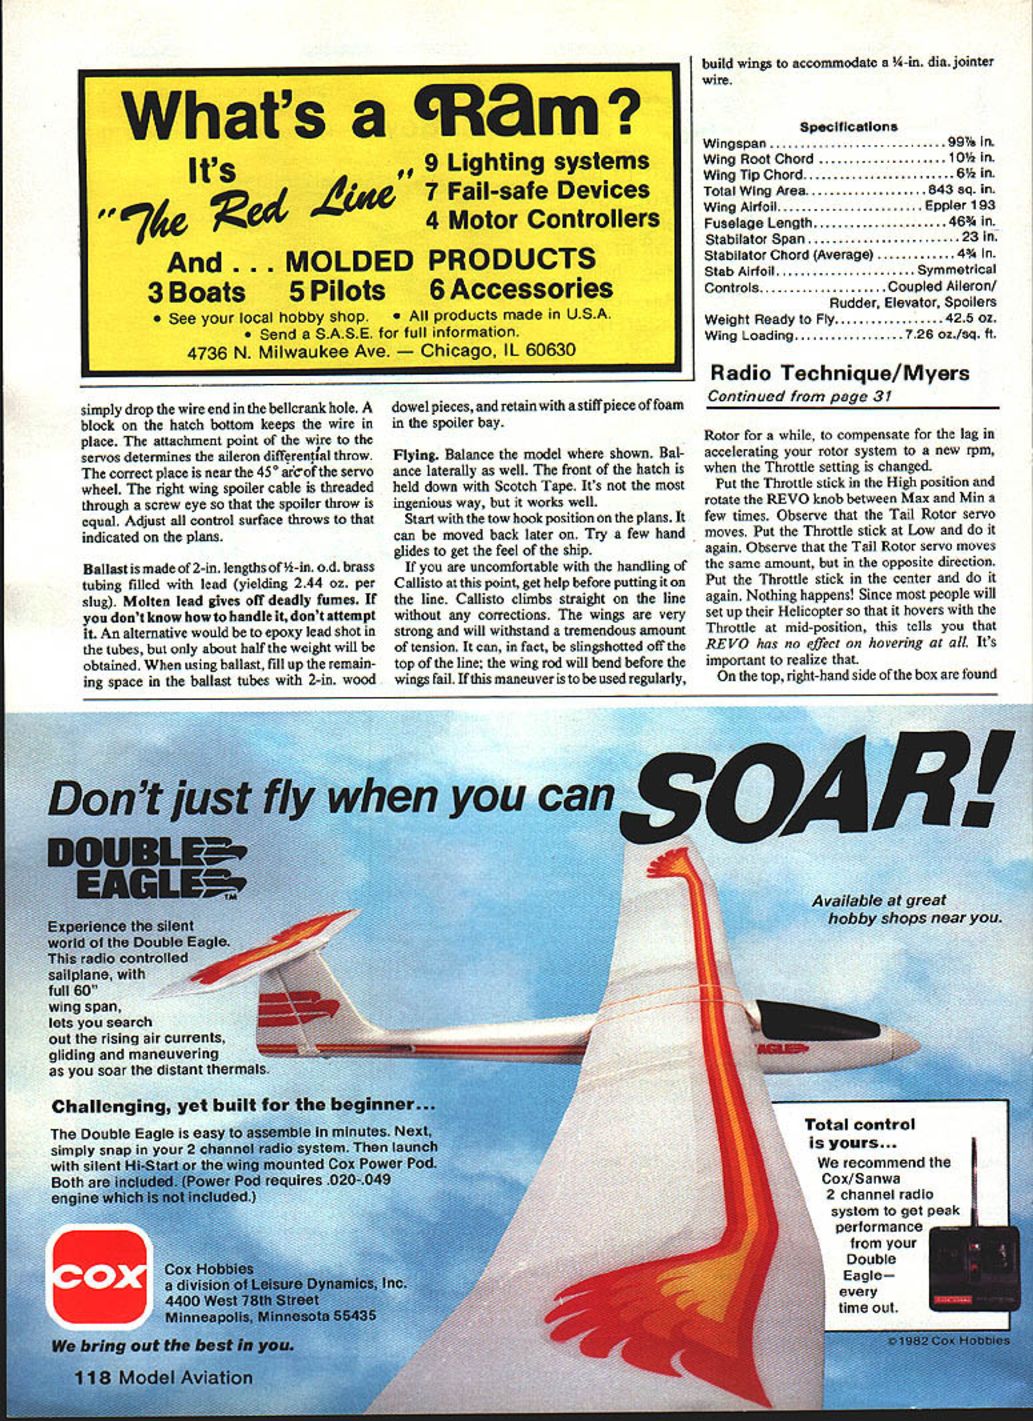 What's a Ram?
It's
"The Red Line"
9 Lighting systems
7 Fail-safe Devices
4 Motor Controllers
And . . . MOLDED PRODUCTS
3 Boats 5 Pilots 6 Accessories
• See your local hobby shop. • All products made in U.S.A.
• Send a S.A.S.E. for full information.
4736 N. Milwaukee Ave. — Chicago, IL 60630
simply drop the wire end in the bellcrank hole. A
block on the hatch bottom keeps the wire in
place. The attachment point of the wire to the
servos determines the aileron differential throw.
The correct place is near the 45° arc of the servo
wheel. The right wing spoiler cable is threaded
through a screw eye so that the spoiler throw is
equal. Adjust all control surface throws to that
indicated on the plans.
Ballast is made of 2-in. lengths of ½-in. o.d. brass
tubing filled with lead (yielding 2.44 oz. per
slug). Molten lead gives off deadly fumes. If
you don't know how to handle it, don't attempt
it. An alternative would be to epoxy lead shot in
the tubes, but only about half the weight will be
obtained. When using ballast, fill up the remain-
ing space in the ballast tubes with 2-in. wood
dowel pieces, and retain with a stiff piece of foam
in the spoiler bay.
Flying. Balance the model where shown. Bal-
ance laterally as well. The front of the hatch is
held down with Scotch Tape. It's not the most
ingenious way, but it works well.
Start with the tow hook position on the plans. It
can be moved back later on. Try a few hand
glides to get the feel of the ship.
If you are uncomfortable with the handling of
Callisto at this point, get help before putting it on
the line. Callisto climbs straight on the line
without any corrections. The wings are very
strong and will withstand a tremendous amount
of tension. It can, in fact, be slingshotted off the
top of the line; the wing rod will bend before the
wings fail. If this maneuver is to be used regularly,
build wings to accommodate a ¼-in. dia. jointer
wire.
Specifications
Wingspan . . . . . . . . . . . . . . . . . . . . . . . . . . 99⅞ in.
Wing Root Chord . . . . . . . . . . . . . . . . . . 10½ in.
Wing Tip Chord. . . . . . . . . . . . . . . . . . . . . 6½ in.
Total Wing Area. . . . . . . . . . . . . . . . . . 843 sq. in.
Wing Airfoil. . . . . . . . . . . . . . . . . . . . . Eppler 193
Fuselage Length. . . . . . . . . . . . . . . . . . . . 46¾ in.
Stabilator Span . . . . . . . . . . . . . . . . . . . . . . 23 in.
Stabilator Chord (Average) . . . . . . . . . . . . 4¾ in.
Stab Airfoil. . . . . . . . . . . . . . . . . . . . . Symmetrical
Controls. . . . . . . . . . . . . . . . . . . Coupled Aileron/
Rudder, Elevator, Spoilers
Weight Ready to Fly. . . . . . . . . . . . . . . . 42.5 oz.
Wing Loading. . . . . . . . . . . . . . . . 7.26 oz./sq. ft.
Radio Technique/Myers
Continued from page 31
Rotor for a while, to compensate for the lag in
accelerating your rotor system to a new rpm,
when the Throttle setting is changed.
Put the Throttle stick in the High position and
rotate the REVO knob between Max and Min a
few times. Observe that the Tail Rotor servo
moves. Put the Throttle stick at Low and do it
again. Observe that the Tail Rotor servo moves
the same amount, but in the opposite direction.
Put the Throttle stick in the center and do it
again. Nothing happens! Since most people will
set up their Helicopter so that it hovers with the
Throttle at mid-position, this tells you that
REVO has no effect on hovering at all. It's
important to realize that.
On the top, right-hand side of the box are found
Don't just fly when you can SOAR!
DOUBLE
EAGLE™
Available at great
hobby shops near you.
Experience the silent
world of the Double Eagle.
This radio controlled
sailplane, with
full 60"
wing span,
lets you search
out the rising air currents,
gliding and maneuvering
as you soar the distant thermals.
EAGLE
Challenging, yet built for the beginner...
The Double Eagle is easy to assemble in minutes. Next,
simply snap in your 2 channel radio system. Then launch
with silent Hi-Start or the wing mounted Cox Power Pod.
Both are included. (Power Pod requires .020-.049
engine which is not included.)
Total control
is yours...
We recommend the
Cox/Sanwa
2 channel radio
system to get peak
performance
from your
Double
Eagle—
every
time out.
COX
Cox Hobbies
a division of Leisure Dynamics, Inc.
4400 West 78th Street
Minneapolis, Minnesota 55435
©1982 Cox Hobbies
We bring out the best in you.
118 Model Aviation